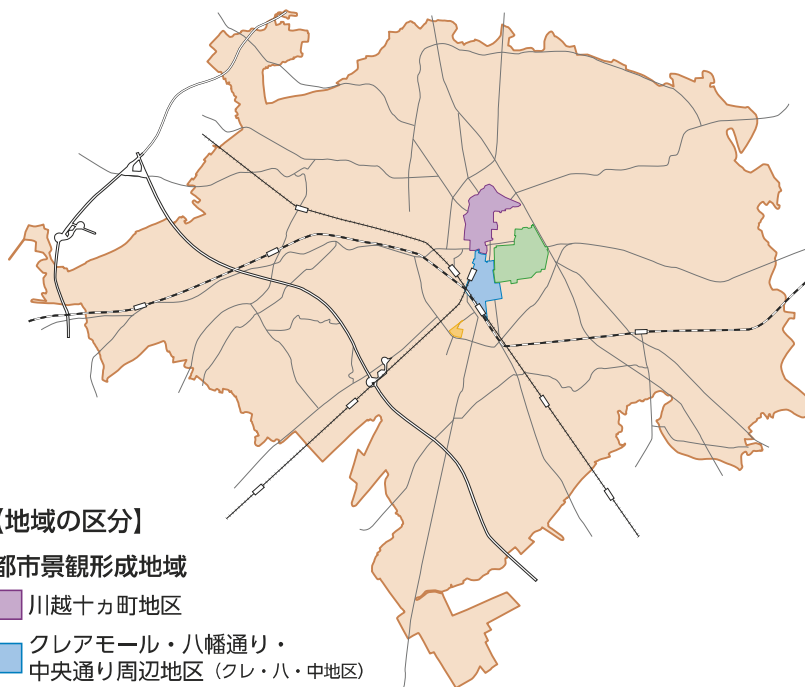 【地域の区分】
都市景観形成地域
川越十ヵ町地区
クレアモール・八幡通り・
中央通り周辺地区（クレ・八・中地区）